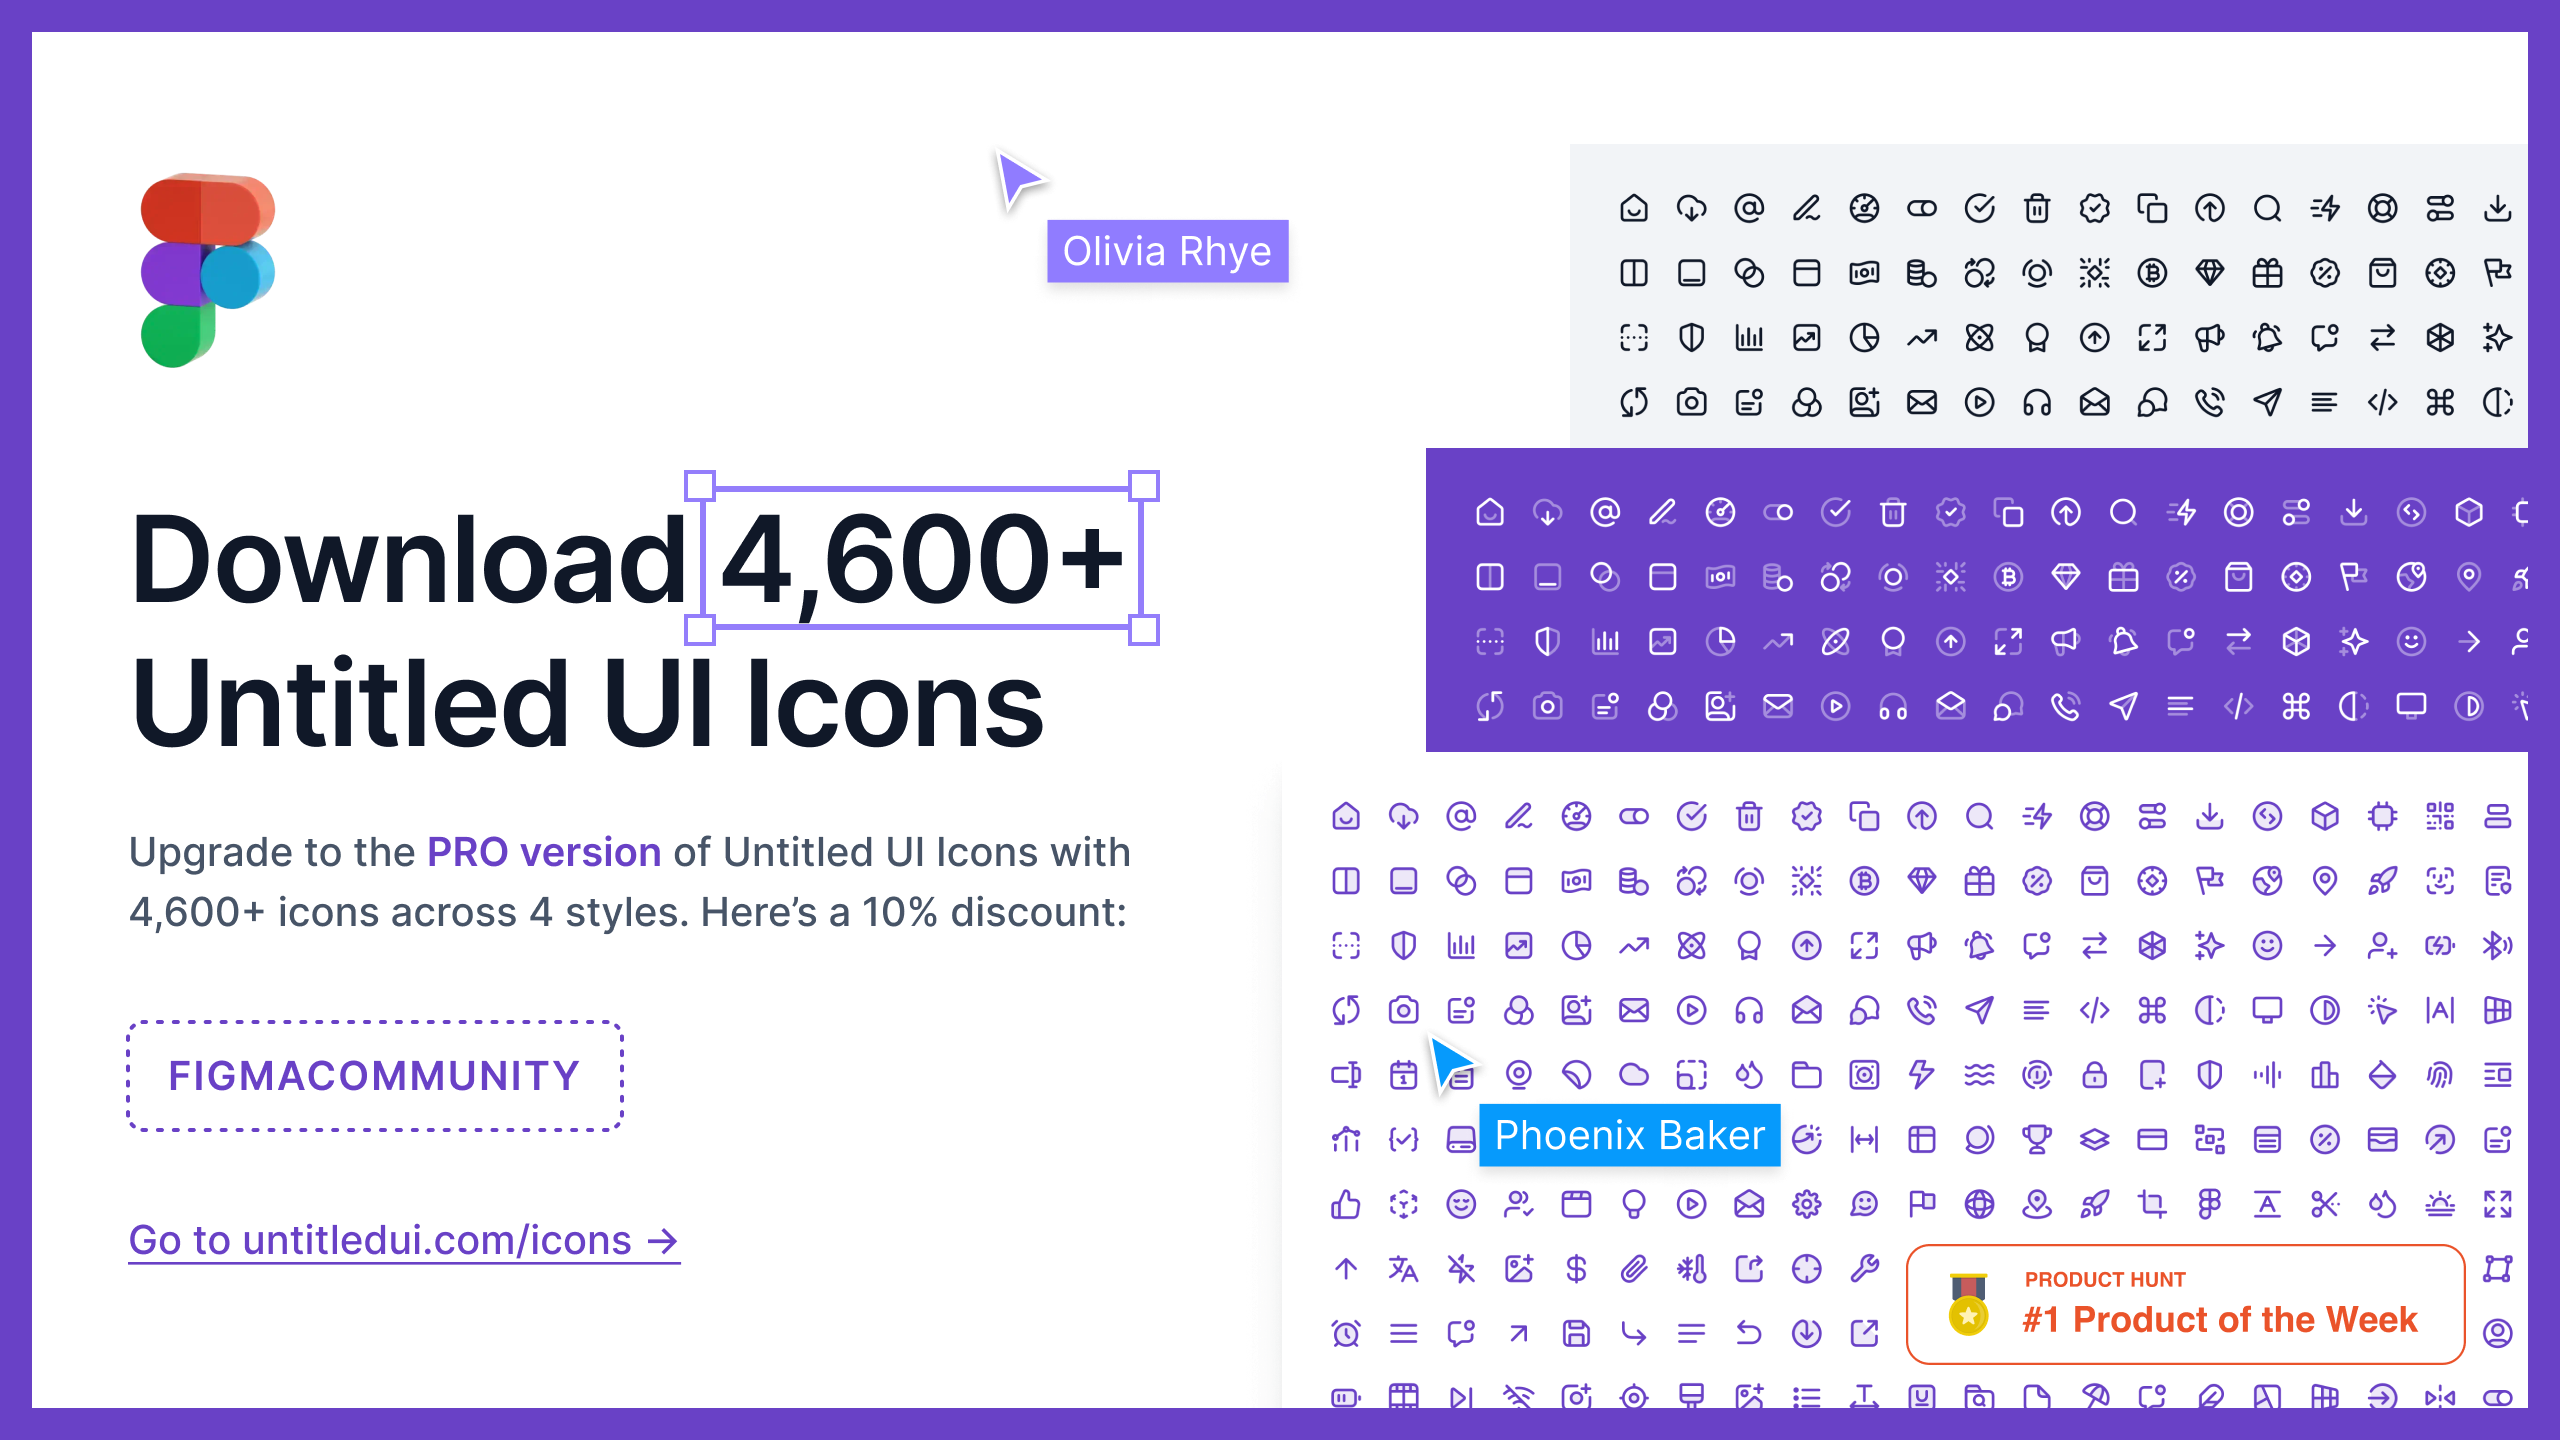 Olivia Rhye
Download 4,600+
Untitled UI Icons
Upgrade to the PRO version of Untitled UI Icons with
4,600+ icons across 4 styles. Here’s a 10% discount:
FIGMACOMMUNITY
Go to untitledui.com/icons →
Phoenix Baker
PRODUCT HUNT
#1 Product of the Week